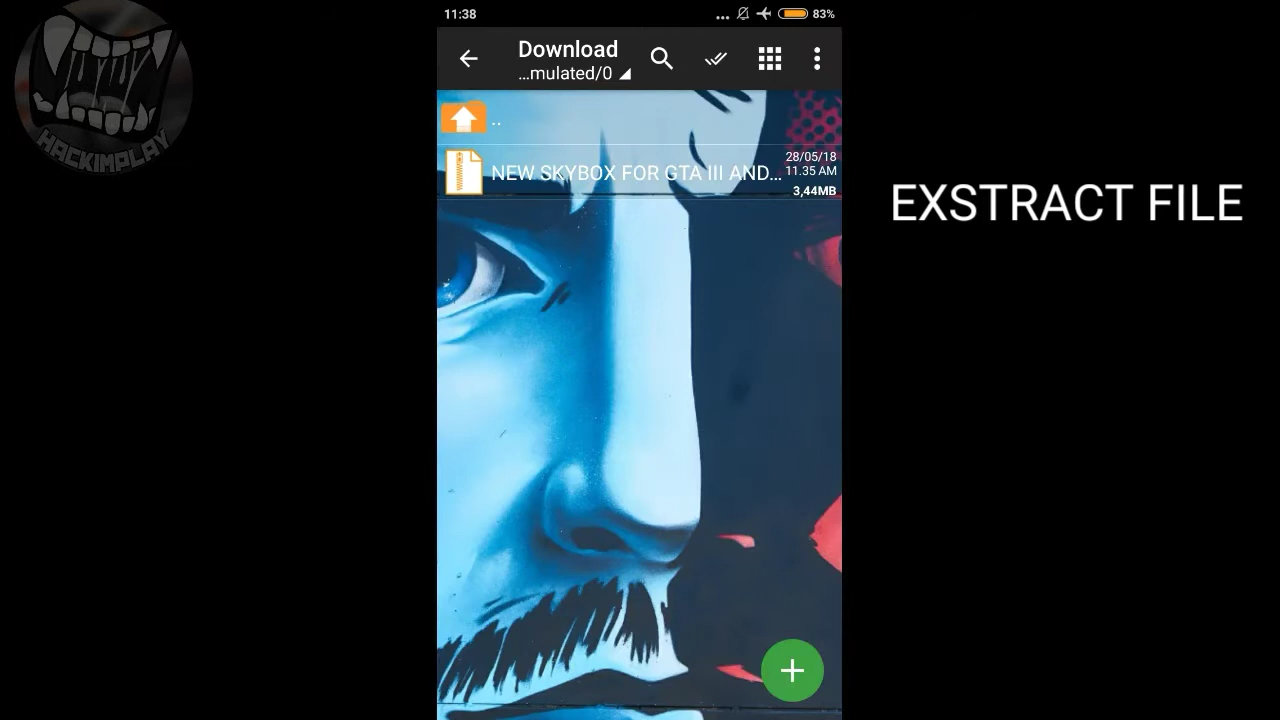 HACKIMPLAY
11:38
83%
Download
...mulated/0
..
NEW SKYBOX FOR GTA III AND...
28/05/18
11.35 AM
3,44MB
EXSTRACT FILE